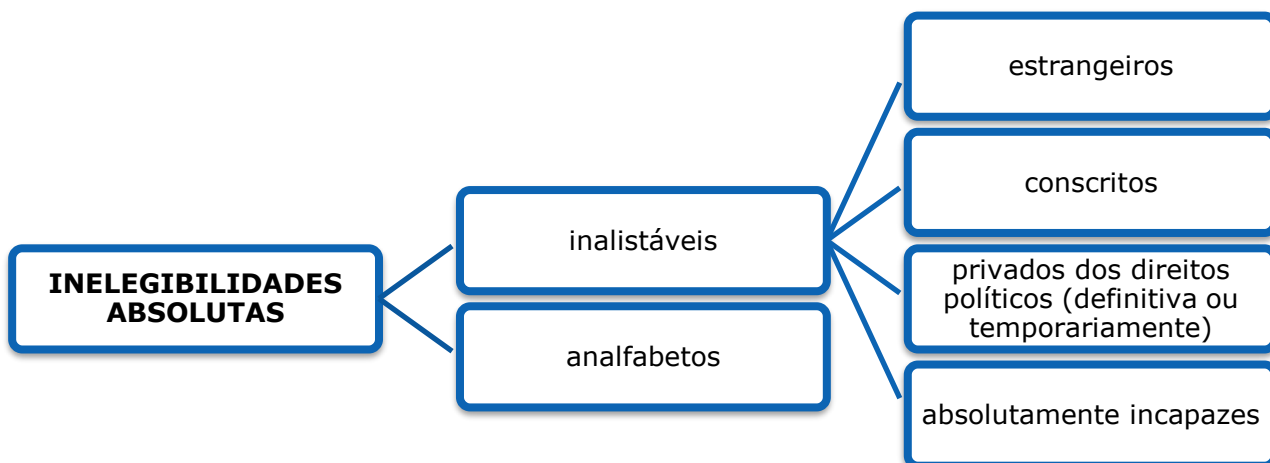 INELEGIBILIDADES
ABSOLUTAS
inalistáveis
analfabetos
estrangeiros
conscritos
privados dos direitos
políticos (definitiva ou
temporariamente)
absolutamente incapazes